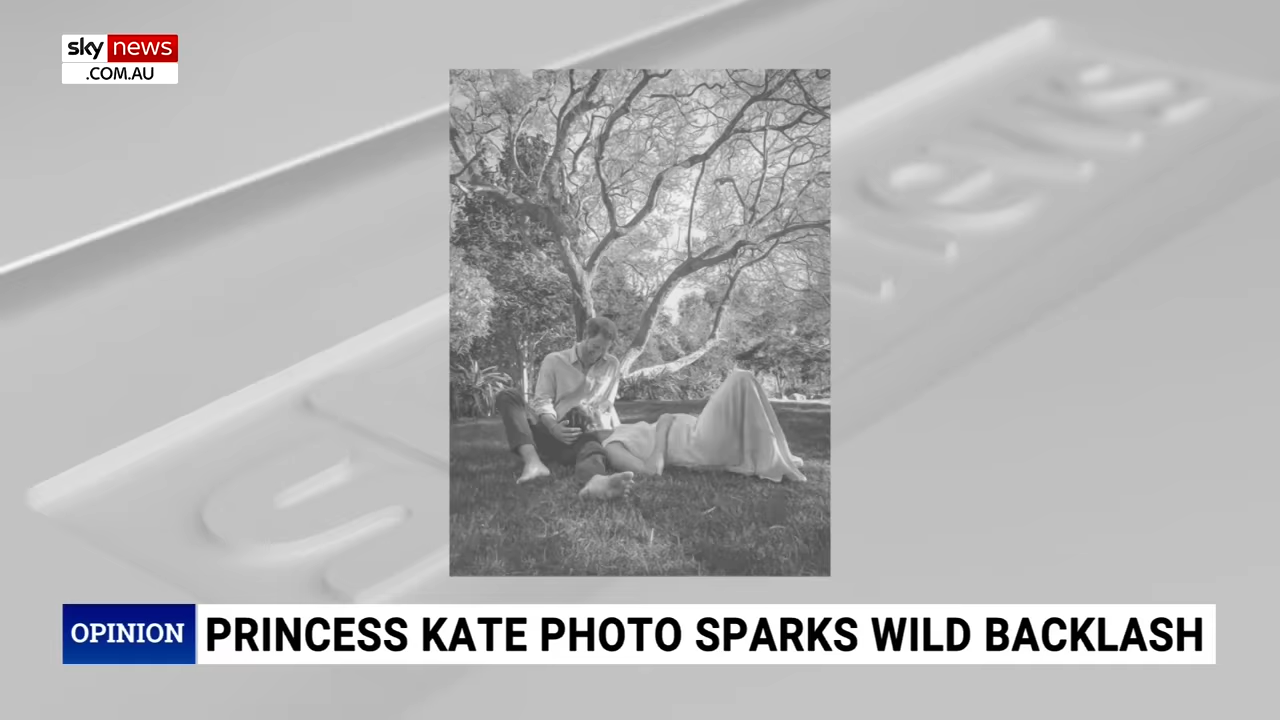 sky news
.COM.AU
OPINION
PRINCESS KATE PHOTO SPARKS WILD BACKLASH